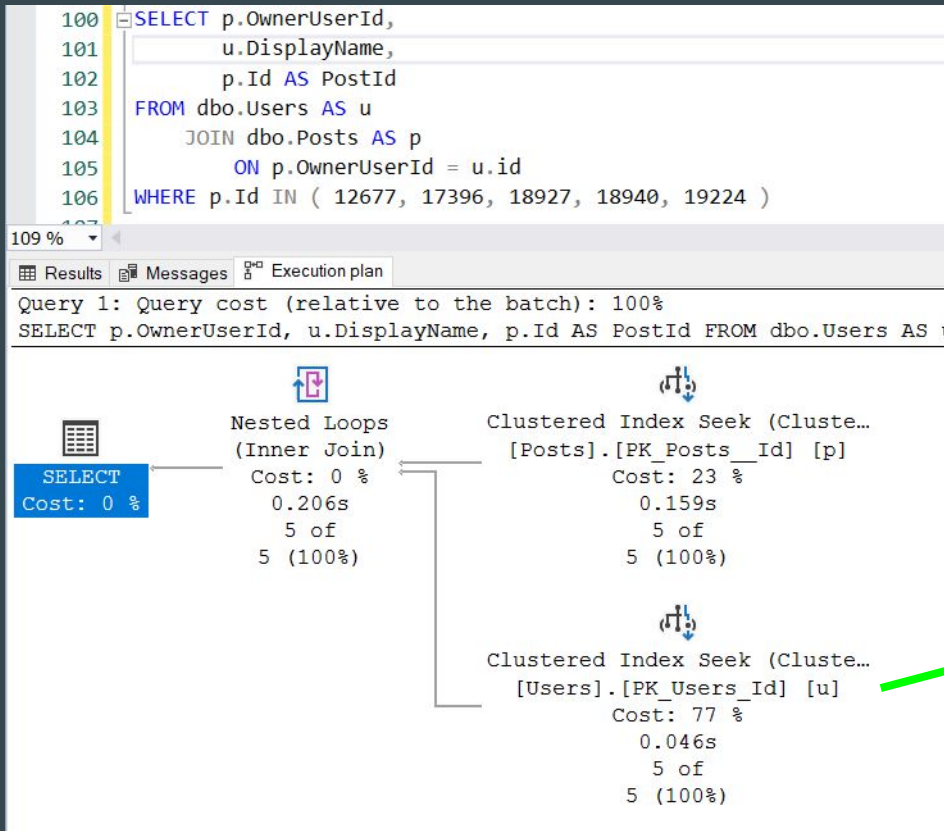 100 SELECT p.OwnerUserId,
101 u.DisplayName,
102 p.Id AS PostId
103 FROM dbo.Users AS u
104 JOIN dbo.Posts AS p
105 ON p.OwnerUserId = u.id
106 WHERE p.Id IN ( 12677, 17396, 18927, 18940, 19224 )
109 %
Results Messages Execution plan
Query 1: Query cost (relative to the batch): 100%
SELECT p.OwnerUserId, u.DisplayName, p.Id AS PostId FROM dbo.Users AS
Nested Loops
(Inner Join)
Cost: 0 %
0.206s
5 of
5 (100%)
Clustered Index Seek (Cluste…
[Posts].[PK_Posts__Id] [p]
Cost: 23 %
0.159s
5 of
5 (100%)
SELECT
Cost: 0 %
Clustered Index Seek (Cluste…
[Users].[PK_Users_Id] [u]
Cost: 77 %
0.046s
5 of
5 (100%)